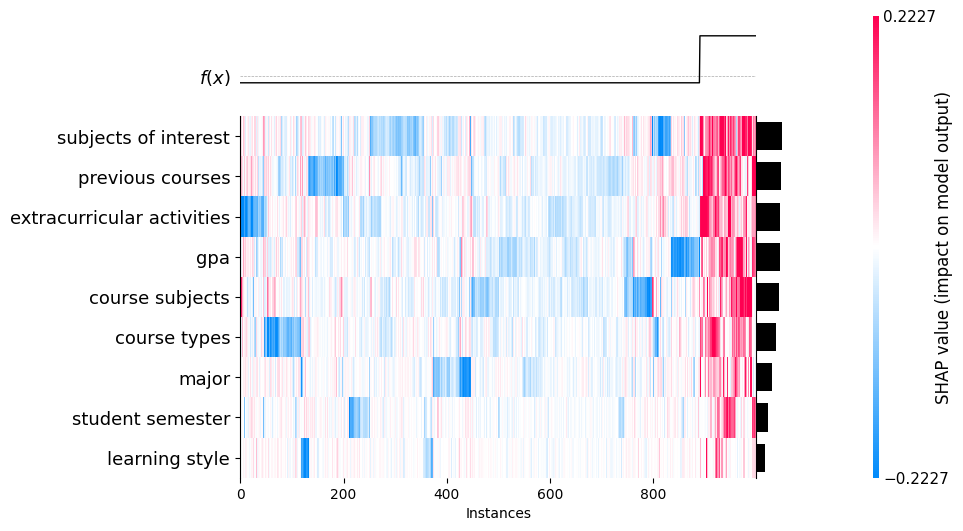 0.2227
f(x)
subjects of interest
previous courses
extracurricular activities
gpa
course subjects
course types
major
student semester
learning style
0 200 400 600 800
Instances
SHAP value (impact on model output)
−0.2227